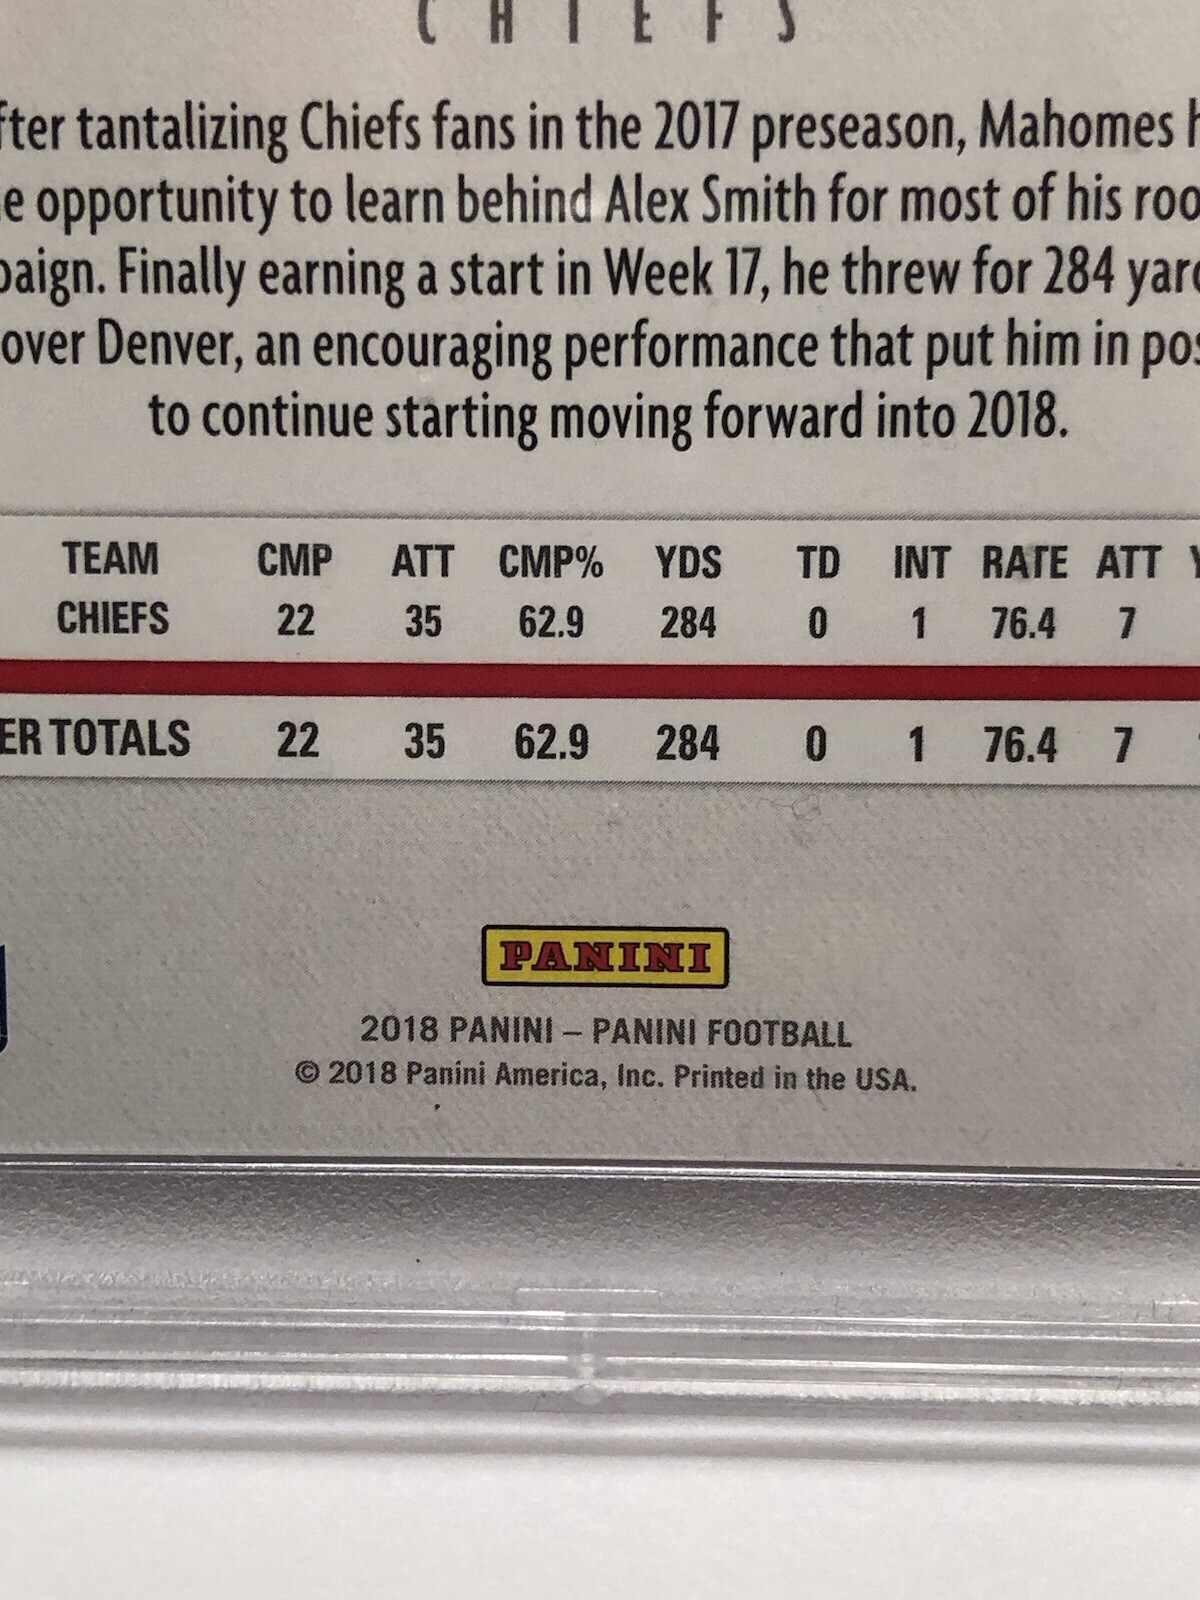 CHIEFS
fter tantalizing Chiefs fans in the 2017 preseason, Mahomes h
e opportunity to learn behind Alex Smith for most of his roo
paign. Finally earning a start in Week 17, he threw for 284 yard
over Denver, an encouraging performance that put him in pos
to continue starting moving forward into 2018.
TEAM CMP ATT CMP% YDS TD INT RATE ATT Y
CHIEFS 22 35 62.9 284 0 1 76.4 7
ER TOTALS 22 35 62.9 284 0 1 76.4 7
PANINI
2018 PANINI – PANINI FOOTBALL
© 2018 Panini America, Inc. Printed in the USA.